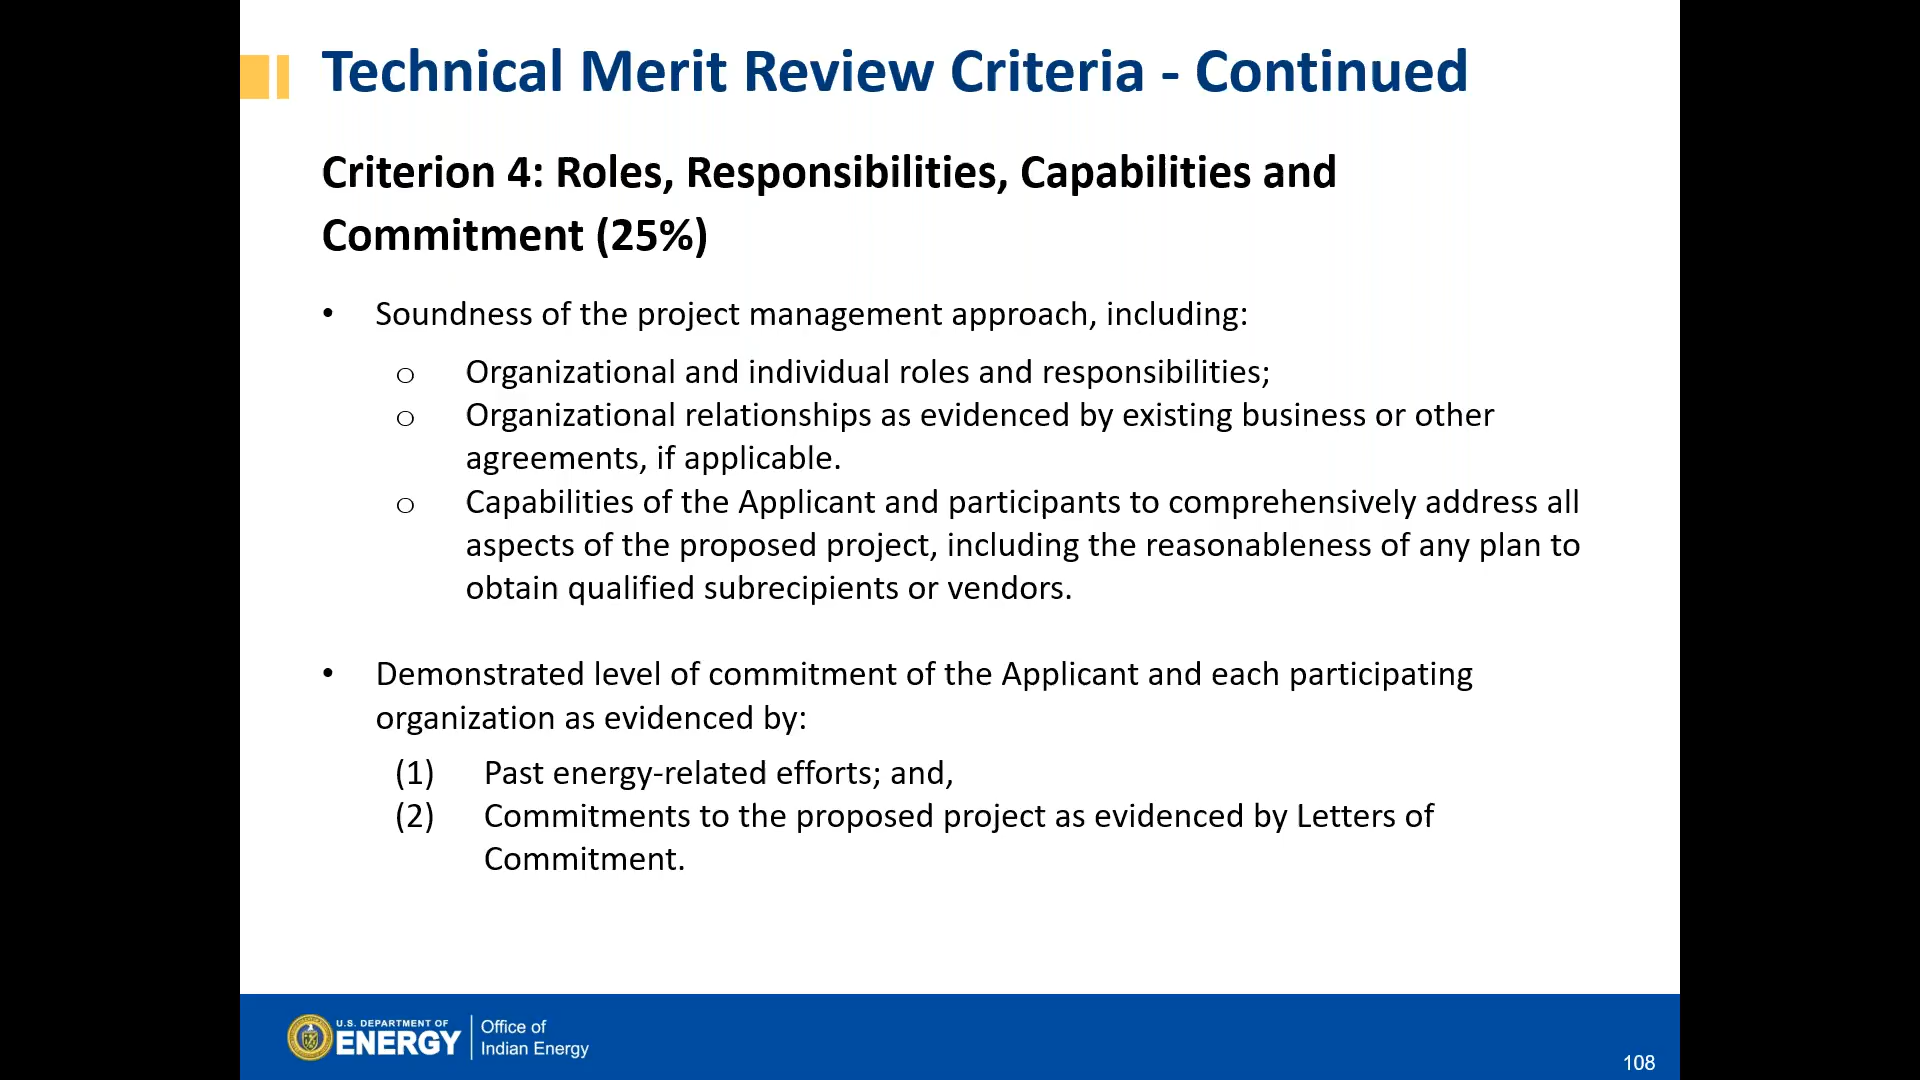 Technical Merit Review Criteria - Continued
Criterion 4: Roles, Responsibilities, Capabilities and
Commitment (25%)
• Soundness of the project management approach, including:
o Organizational and individual roles and responsibilities;
o Organizational relationships as evidenced by existing business or other
agreements, if applicable.
o Capabilities of the Applicant and participants to comprehensively address all
aspects of the proposed project, including the reasonableness of any plan to
obtain qualified subrecipients or vendors.
• Demonstrated level of commitment of the Applicant and each participating
organization as evidenced by:
(1) Past energy-related efforts; and,
(2) Commitments to the proposed project as evidenced by Letters of
Commitment.
U.S. DEPARTMENT OF
ENERGY
Office of
Indian Energy
108